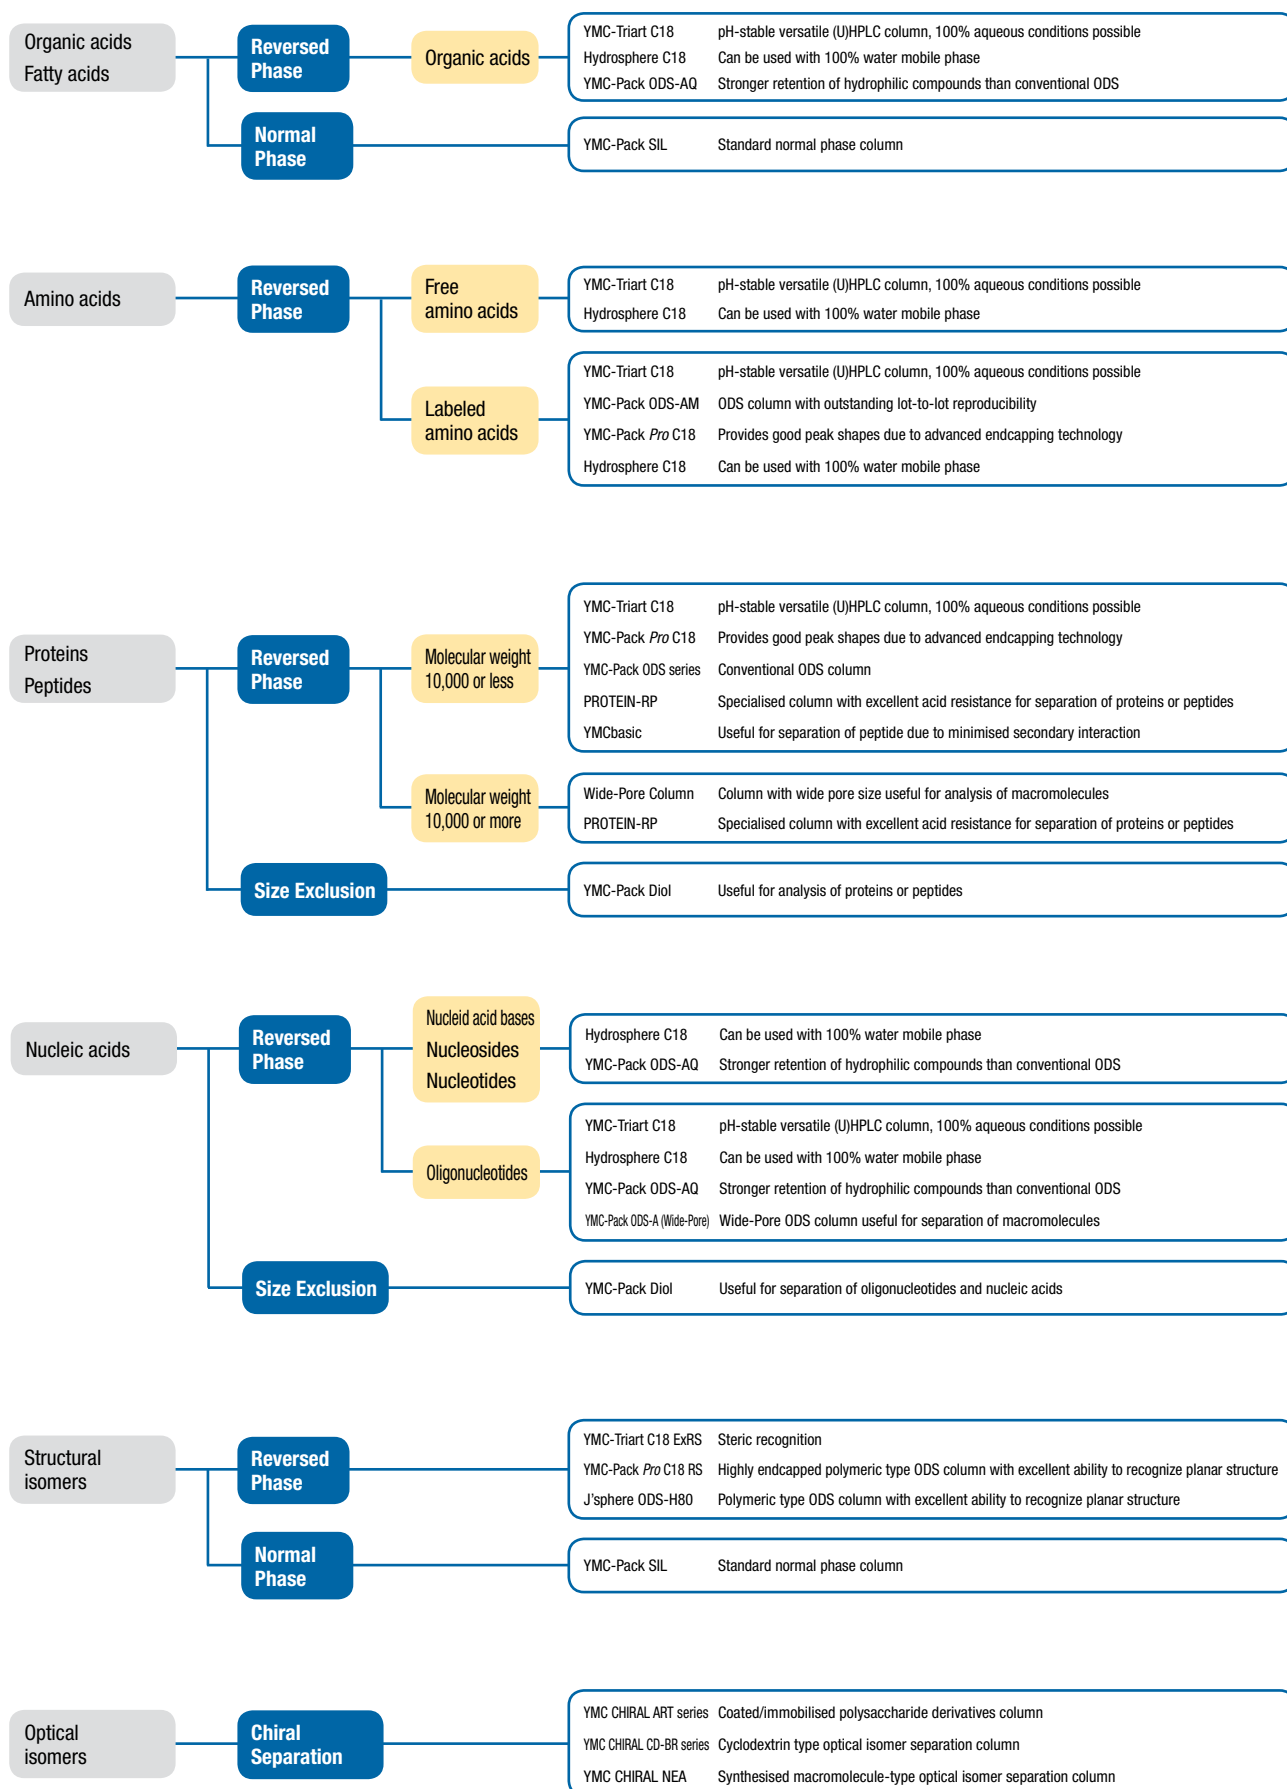 Organic acids
Fatty acids
Reversed
Phase
Organic acids
YMC-Triart C18 pH-stable versatile (U)HPLC column, 100% aqueous conditions possible
Hydrosphere C18 Can be used with 100% water mobile phase
YMC-Pack ODS-AQ Stronger retention of hydrophilic compounds than conventional ODS
Normal
Phase
YMC-Pack SIL Standard normal phase column
Amino acids
Reversed
Phase
Free
amino acids
YMC-Triart C18 pH-stable versatile (U)HPLC column, 100% aqueous conditions possible
Hydrosphere C18 Can be used with 100% water mobile phase
Labeled
amino acids
YMC-Triart C18 pH-stable versatile (U)HPLC column, 100% aqueous conditions possible
YMC-Pack ODS-AM ODS column with outstanding lot-to-lot reproducibility
YMC-Pack Pro C18 Provides good peak shapes due to advanced endcapping technology
Hydrosphere C18 Can be used with 100% water mobile phase
Proteins
Peptides
Reversed
Phase
Molecular weight
10,000 or less
YMC-Triart C18 pH-stable versatile (U)HPLC column, 100% aqueous conditions possible
YMC-Pack Pro C18 Provides good peak shapes due to advanced endcapping technology
YMC-Pack ODS series Conventional ODS column
PROTEIN-RP Specialised column with excellent acid resistance for separation of proteins or peptides
YMCbasic Useful for separation of peptide due to minimised secondary interaction
Molecular weight
10,000 or more
Wide-Pore Column Column with wide pore size useful for analysis of macromolecules
PROTEIN-RP Specialised column with excellent acid resistance for separation of proteins or peptides
Size Exclusion
YMC-Pack Diol Useful for analysis of proteins or peptides
Nucleic acids
Reversed
Phase
Nucleid acid bases
Nucleosides
Nucleotides
Hydrosphere C18 Can be used with 100% water mobile phase
YMC-Pack ODS-AQ Stronger retention of hydrophilic compounds than conventional ODS
Oligonucleotides
YMC-Triart C18 pH-stable versatile (U)HPLC column, 100% aqueous conditions possible
Hydrosphere C18 Can be used with 100% water mobile phase
YMC-Pack ODS-AQ Stronger retention of hydrophilic compounds than conventional ODS
YMC-Pack ODS-A (Wide-Pore) Wide-Pore ODS column useful for separation of macromolecules
Size Exclusion
YMC-Pack Diol Useful for separation of oligonucleotides and nucleic acids
Structural
isomers
Reversed
Phase
YMC-Triart C18 ExRS Steric recognition
YMC-Pack Pro C18 RS Highly endcapped polymeric type ODS column with excellent ability to recognize planar structure
J'sphere ODS-H80 Polymeric type ODS column with excellent ability to recognize planar structure
Normal
Phase
YMC-Pack SIL Standard normal phase column
Optical
isomers
Chiral
Separation
YMC CHIRAL ART series Coated/immobilised polysaccharide derivatives column
YMC CHIRAL CD-BR series Cyclodextrin type optical isomer separation column
YMC CHIRAL NEA Synthesised macromolecule-type optical isomer separation column